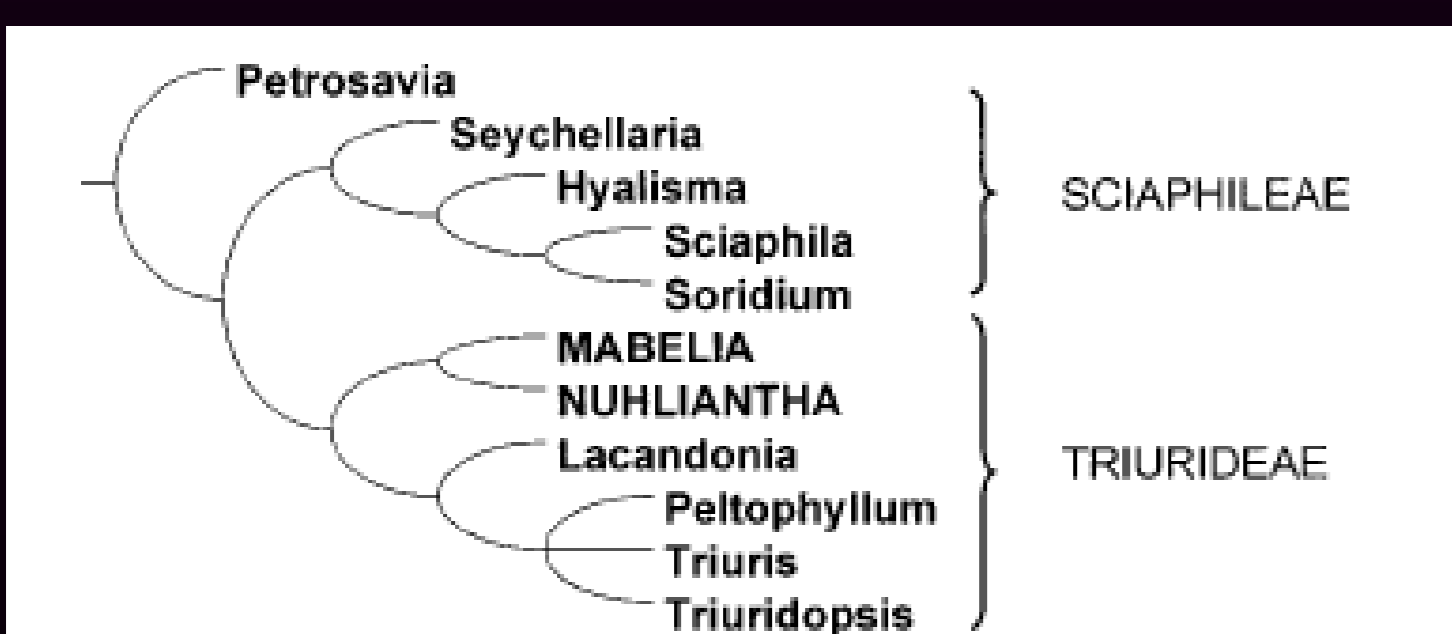 Petrosavia
Seychellaria
Hyalisma
Sciaphila
Soridium
SCIAPHILEAE
MABELIA
NUHLIANTHA
Lacandonia
Peltophyllum
Triuris
Triuridopsis
TRIURIDEAE